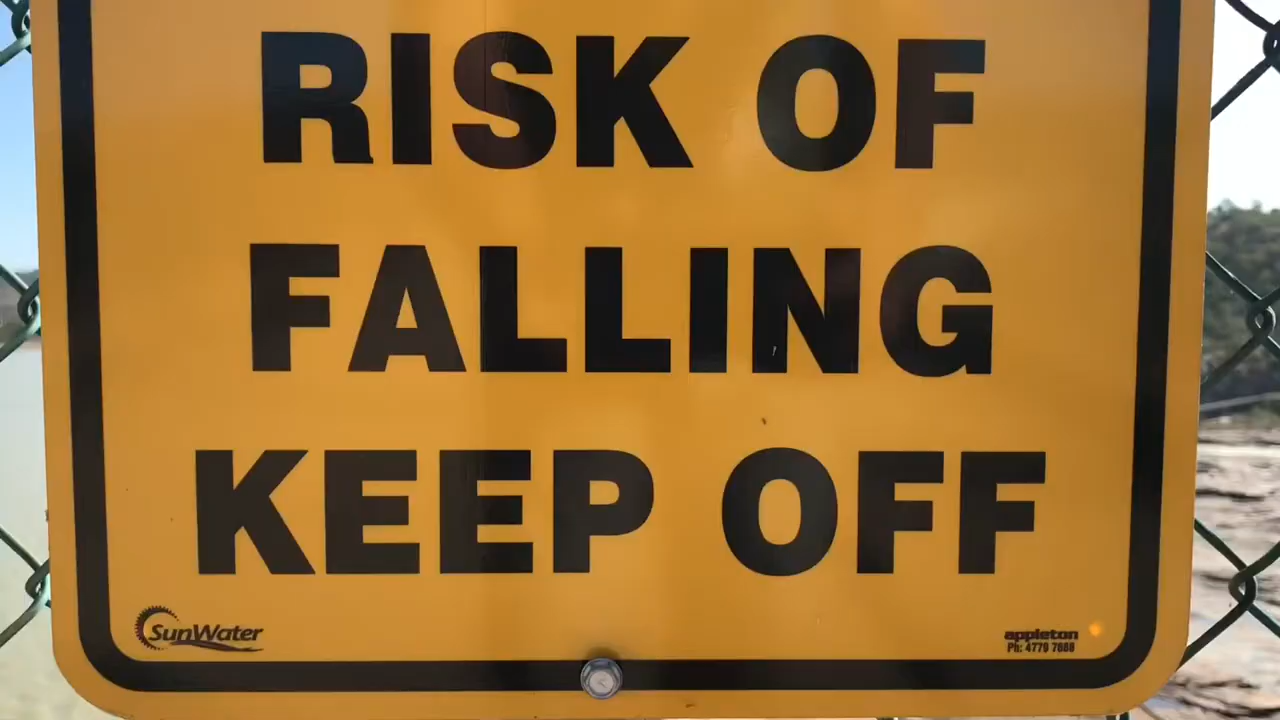 RISK OF
FALLING
KEEP OFF
SunWater
appleton
Ph: 4779 7888